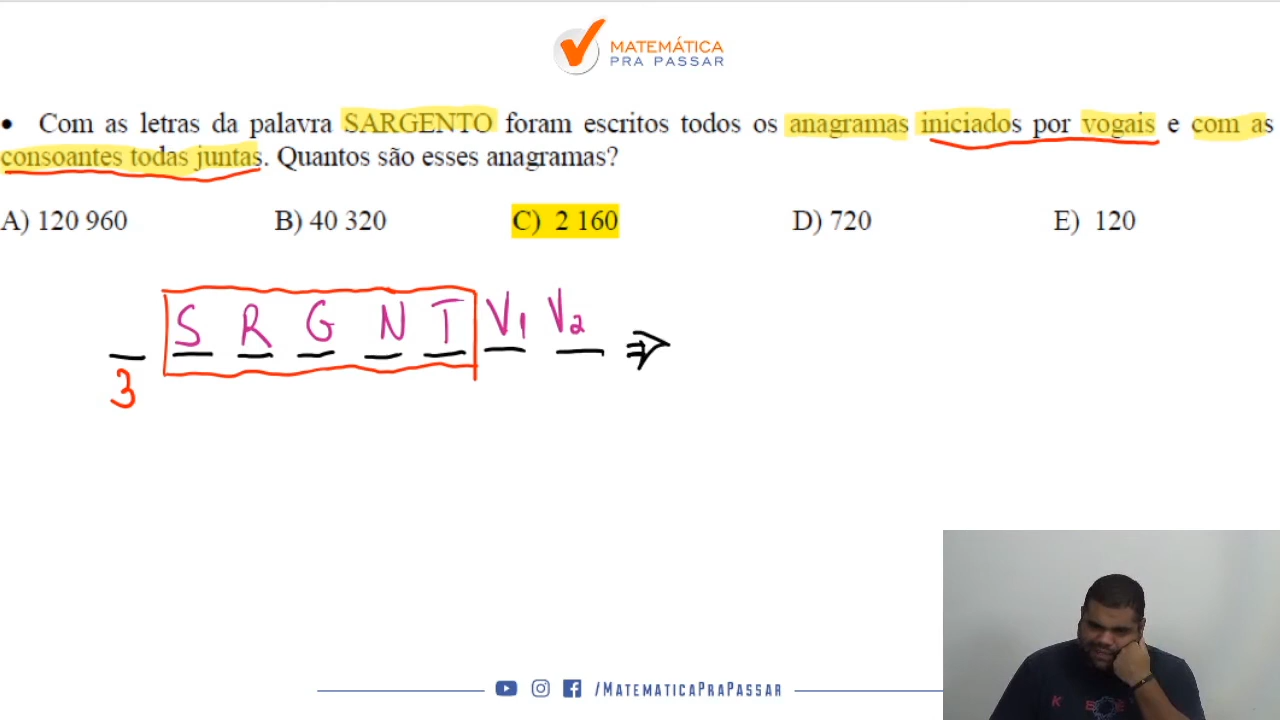 MATEMÁTICA
PRA PASSAR
• Com as letras da palavra SARGENTO foram escritos todos os anagramas iniciados por vogais e com as
consoantes todas juntas. Quantos são esses anagramas?
A) 120 960 B) 40 320 C) 2 160 D) 720 E) 120
S R G N T V1 V2 ⇒
3
/MATEMATICAPRAPASSAR